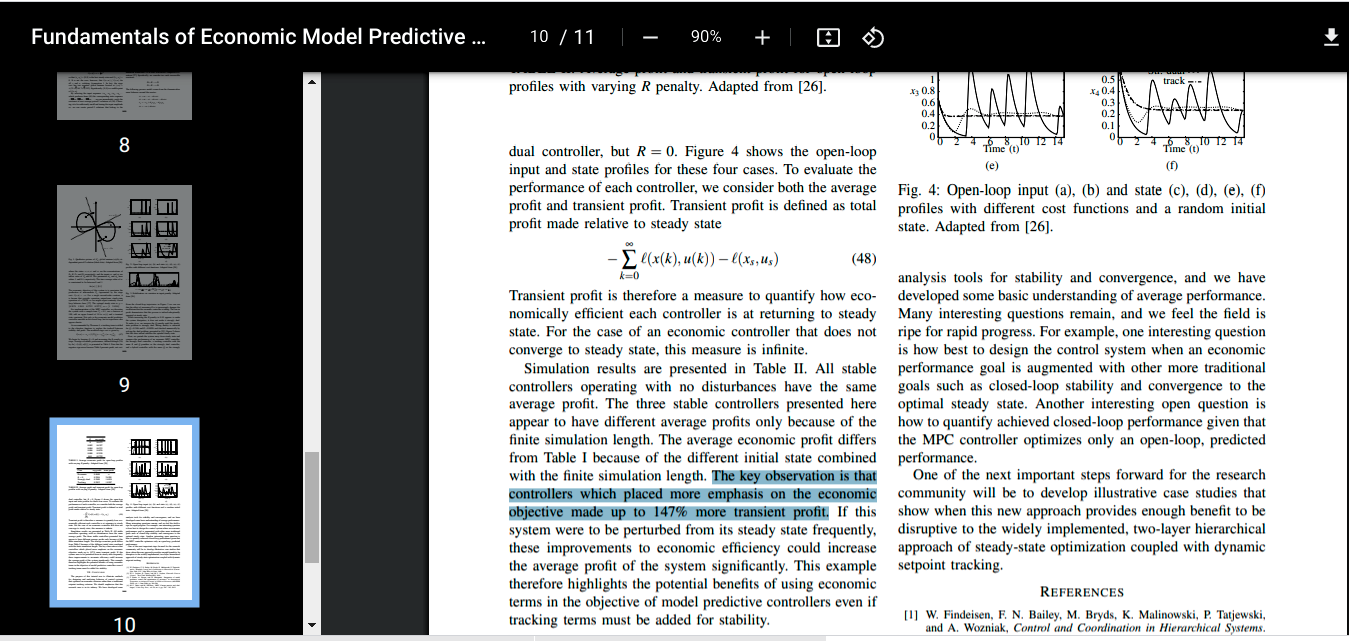 Fundamentals of Economic Model Predictive ...
10 / 11
90%
8
9
10
profiles with varying R penalty. Adapted from [26].
dual controller, but R = 0. Figure 4 shows the open-loop
input and state profiles for these four cases. To evaluate the
performance of each controller, we consider both the average
profit and transient profit. Transient profit is defined as total
profit made relative to steady state
− ∞∑k=0 ℓ(x(k),u(k)) − ℓ(xs,us) (48)
Transient profit is therefore a measure to quantify how eco-
nomically efficient each controller is at returning to steady
state. For the case of an economic controller that does not
converge to steady state, this measure is infinite.
Simulation results are presented in Table II. All stable
controllers operating with no disturbances have the same
average profit. The three stable controllers presented here
appear to have different average profits only because of the
finite simulation length. The average economic profit differs
from Table I because of the different initial state combined
with the finite simulation length. The key observation is that
controllers which placed more emphasis on the economic
objective made up to 147% more transient profit. If this
system were to be perturbed from its steady state frequently,
these improvements to economic efficiency could increase
the average profit of the system significantly. This example
therefore highlights the potential benefits of using economic
terms in the objective of model predictive controllers even if
tracking terms must be added for stability.
1
x3 0.8
0.6
0.4
0.2
0
0 2 4 6 8 10 12 14
Time (t)
(e)
track
0.5
x4 0.4
0.3
0.2
0.1
0
0 2 4 6 8 10 12 14
Time (t)
(f)
Fig. 4: Open-loop input (a), (b) and state (c), (d), (e), (f)
profiles with different cost functions and a random initial
state. Adapted from [26].
analysis tools for stability and convergence, and we have
developed some basic understanding of average performance.
Many interesting questions remain, and we feel the field is
ripe for rapid progress. For example, one interesting question
is how best to design the control system when an economic
performance goal is augmented with other more traditional
goals such as closed-loop stability and convergence to the
optimal steady state. Another interesting open question is
how to quantify achieved closed-loop performance given that
the MPC controller optimizes only an open-loop, predicted
performance.
One of the next important steps forward for the research
community will be to develop illustrative case studies that
show when this new approach provides enough benefit to be
disruptive to the widely implemented, two-layer hierarchical
approach of steady-state optimization coupled with dynamic
setpoint tracking.
REFERENCES
[1] W. Findeisen, F. N. Bailey, M. Bryds, K. Malinowski, P. Tatjewski,
and A. Wozniak, Control and Coordination in Hierarchical Systems.